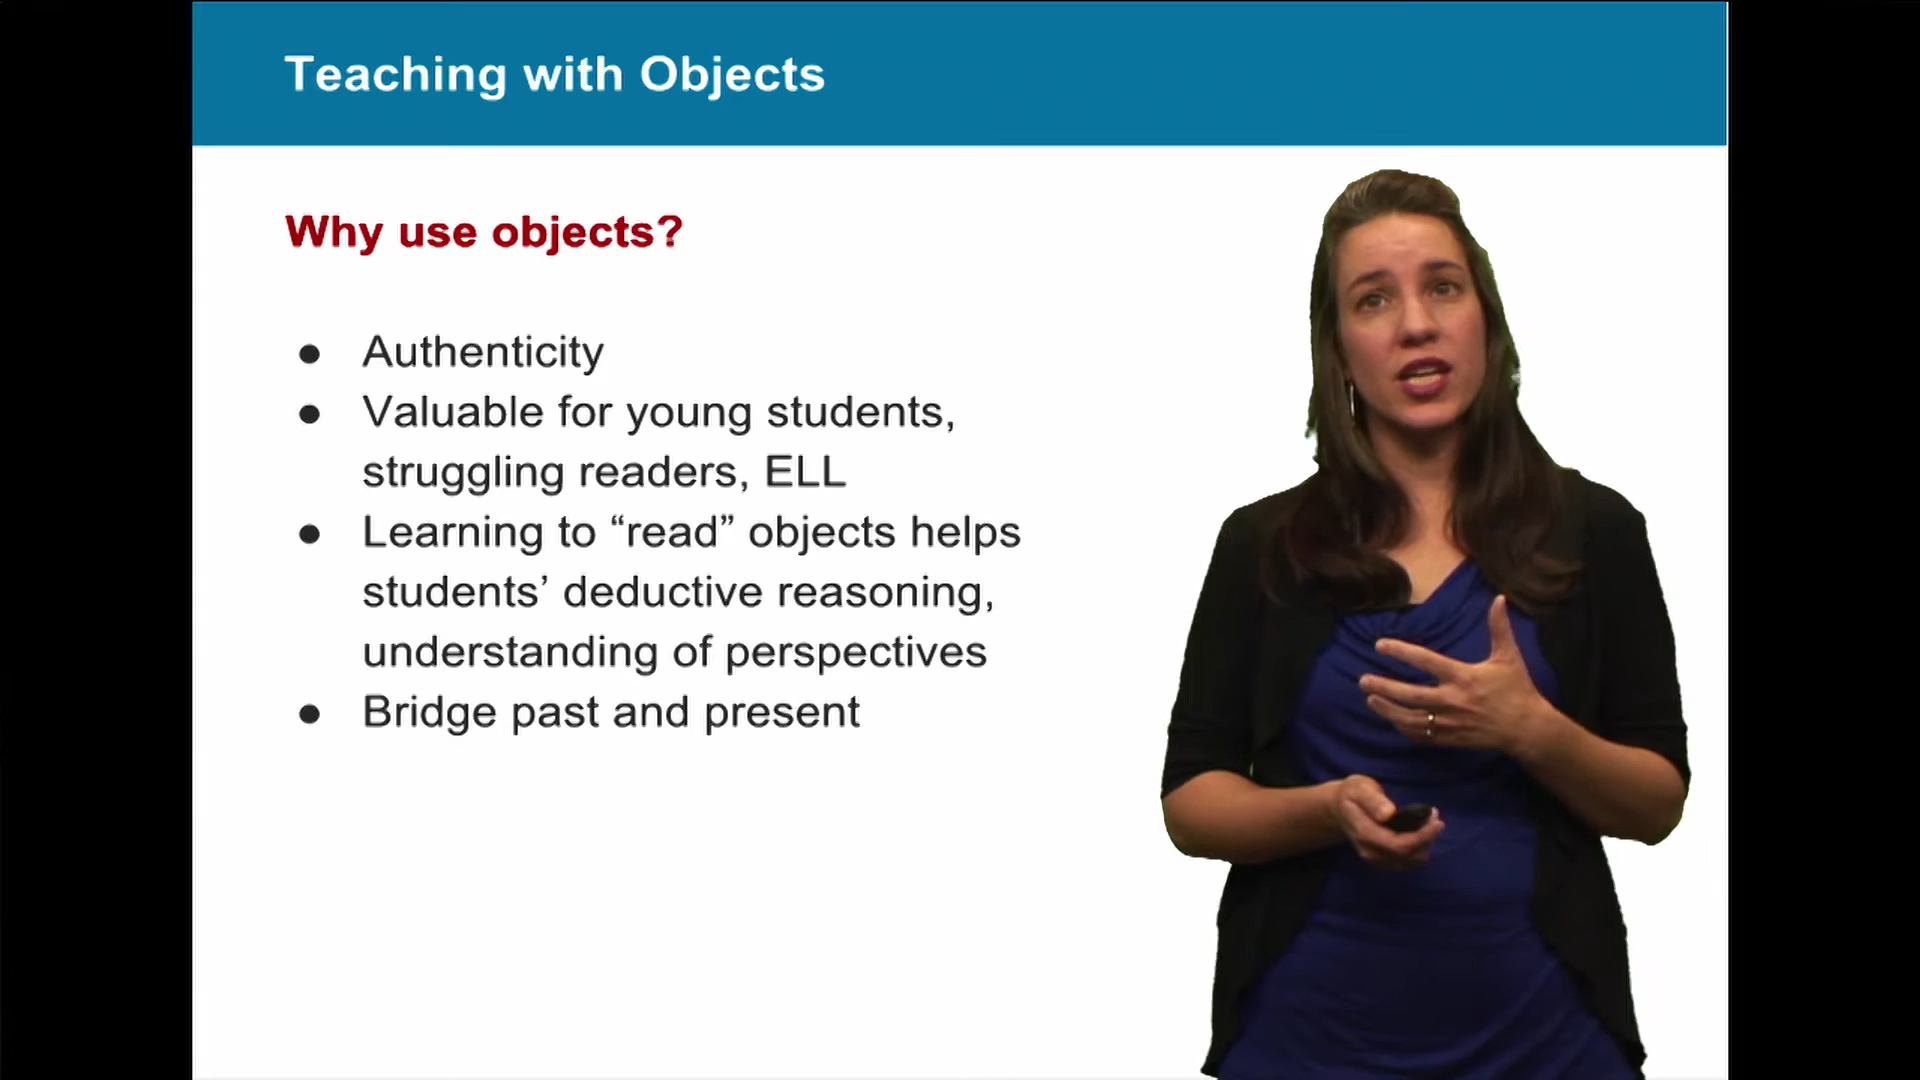 Teaching with Objects
Why use objects?
● Authenticity
● Valuable for young students,
struggling readers, ELL
● Learning to “read” objects helps
students’ deductive reasoning,
understanding of perspectives
● Bridge past and present